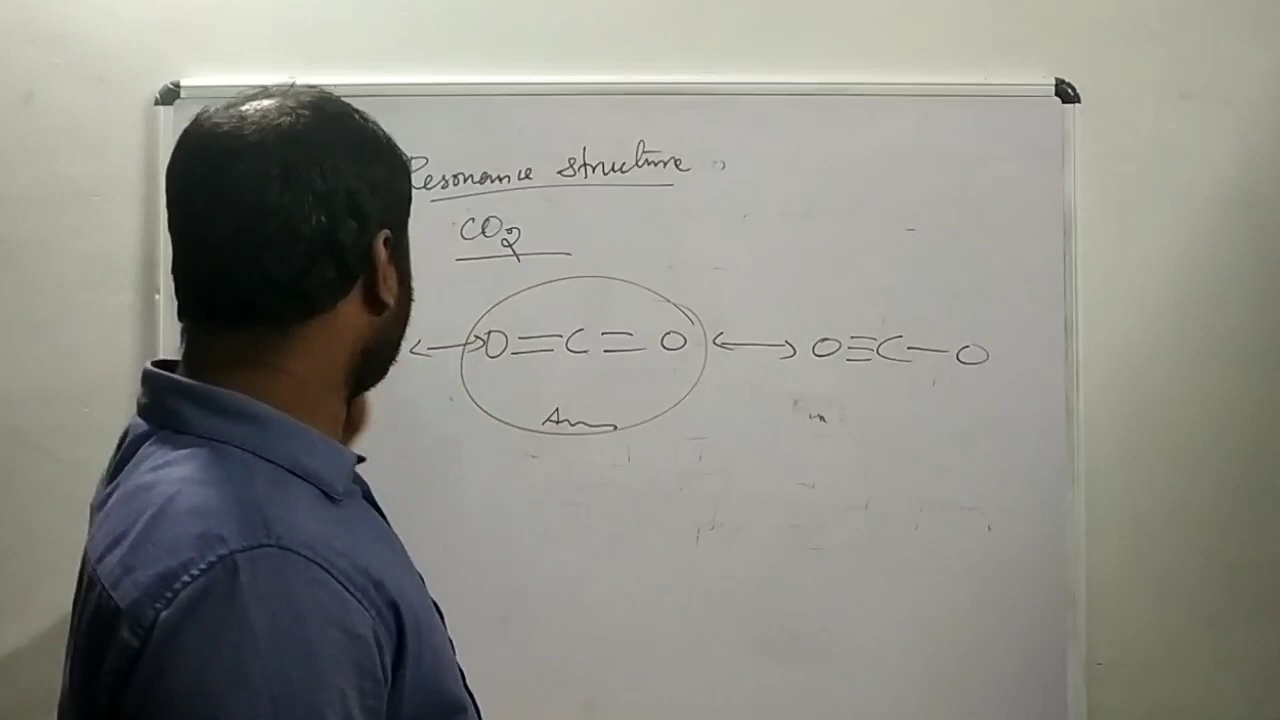 Resonance structure :
CO2
↔ O=C=O ↔ O≡C-O
Ans